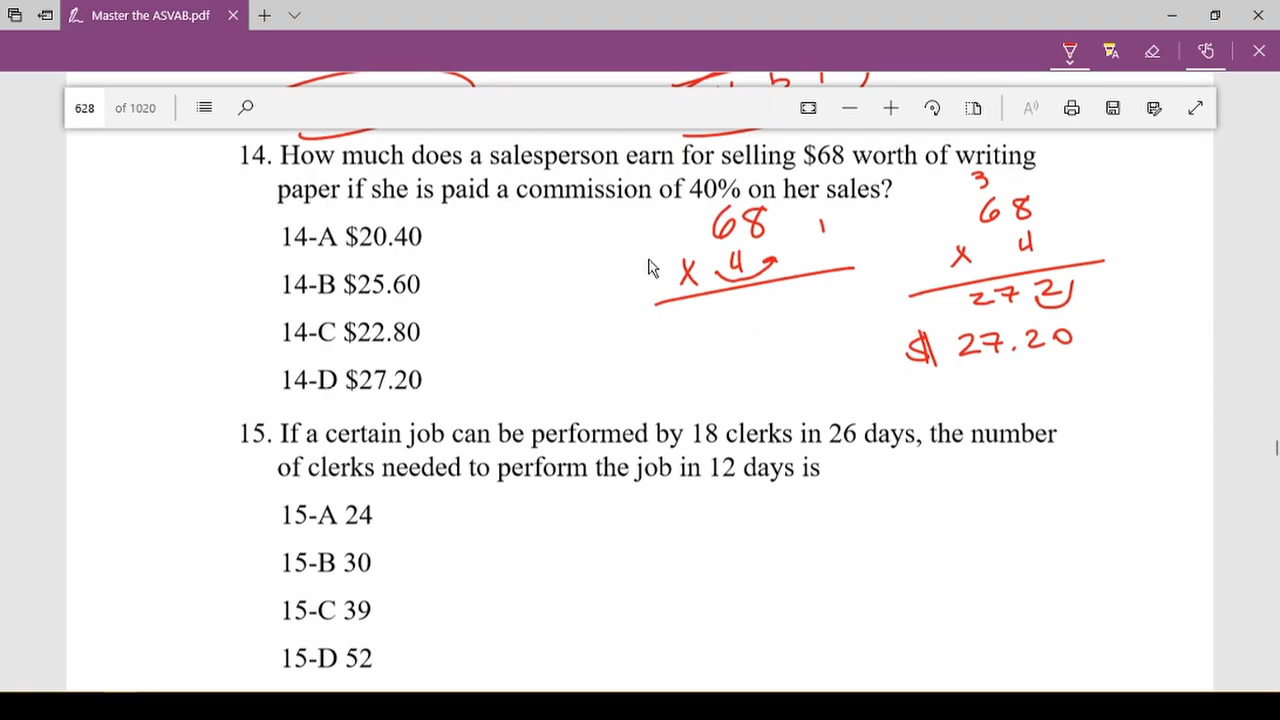 Master the ASVAB.pdf
628 of 1020
14. How much does a salesperson earn for selling $68 worth of writing
paper if she is paid a commission of 40% on her sales?
14-A $20.40
14-B $25.60
14-C $22.80
14-D $27.20
68
x .4
3
68
x 4
272
$ 27.20
15. If a certain job can be performed by 18 clerks in 26 days, the number
of clerks needed to perform the job in 12 days is
15-A 24
15-B 30
15-C 39
15-D 52